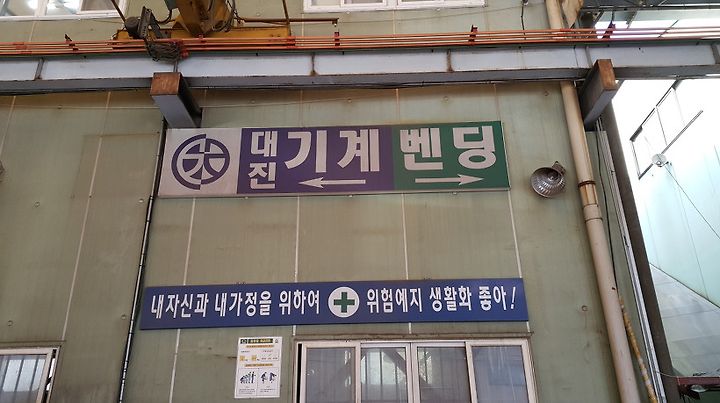 대진 기계 벤딩
내자신과 내가정을 위하여 위험예지 생활화 좋아!